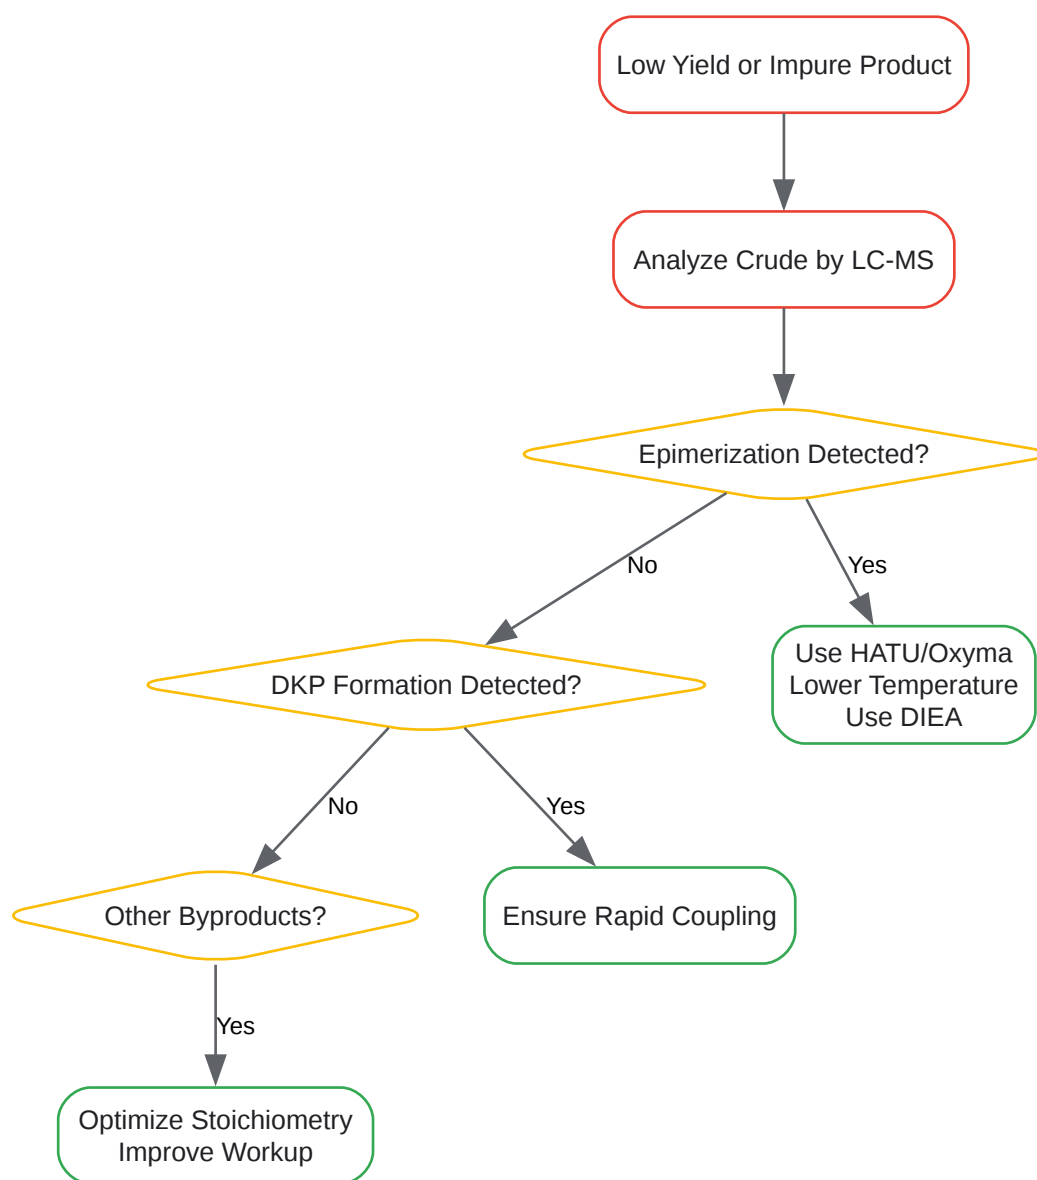 Low Yield or Impure Product
Analyze Crude by LC-MS
Epimerization Detected?
No
Yes
Use HATU/Oxyma
Lower Temperature
Use DIEA
DKP Formation Detected?
No
Yes
Other Byproducts?
Ensure Rapid Coupling
Yes
Optimize Stoichiometry
Improve Workup